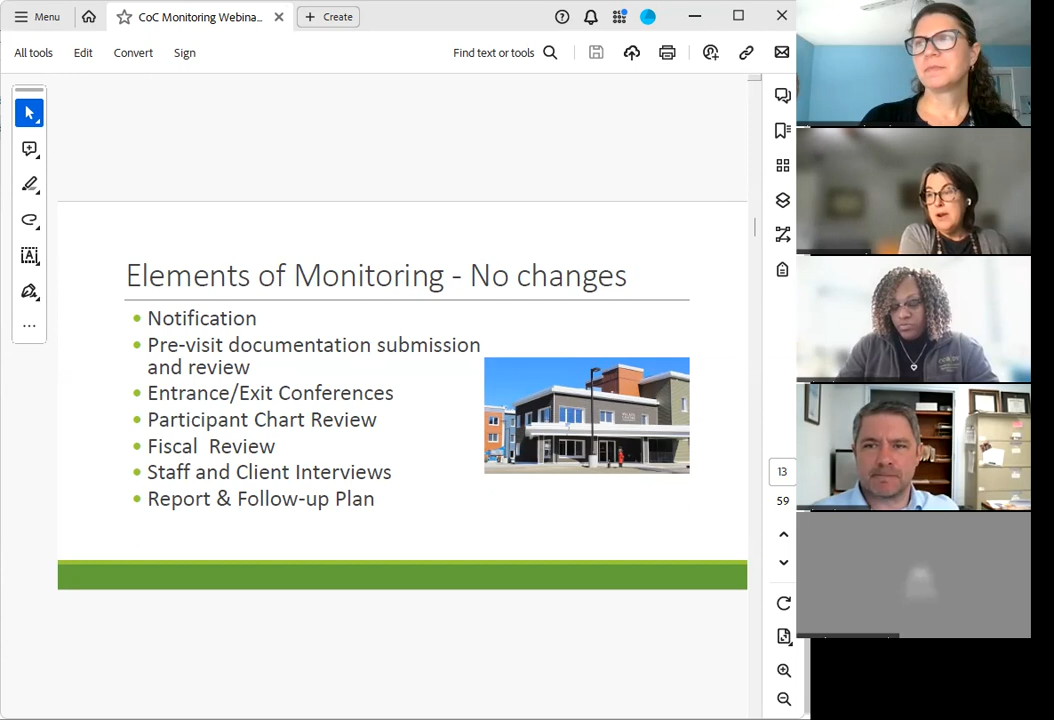 Menu
CoC Monitoring Webina...
Create
All tools
Edit
Convert
Sign
Find text or tools
Elements of Monitoring - No changes
Notification
Pre-visit documentation submission
and review
Entrance/Exit Conferences
Participant Chart Review
Fiscal Review
Staff and Client Interviews
Report & Follow-up Plan
13
59